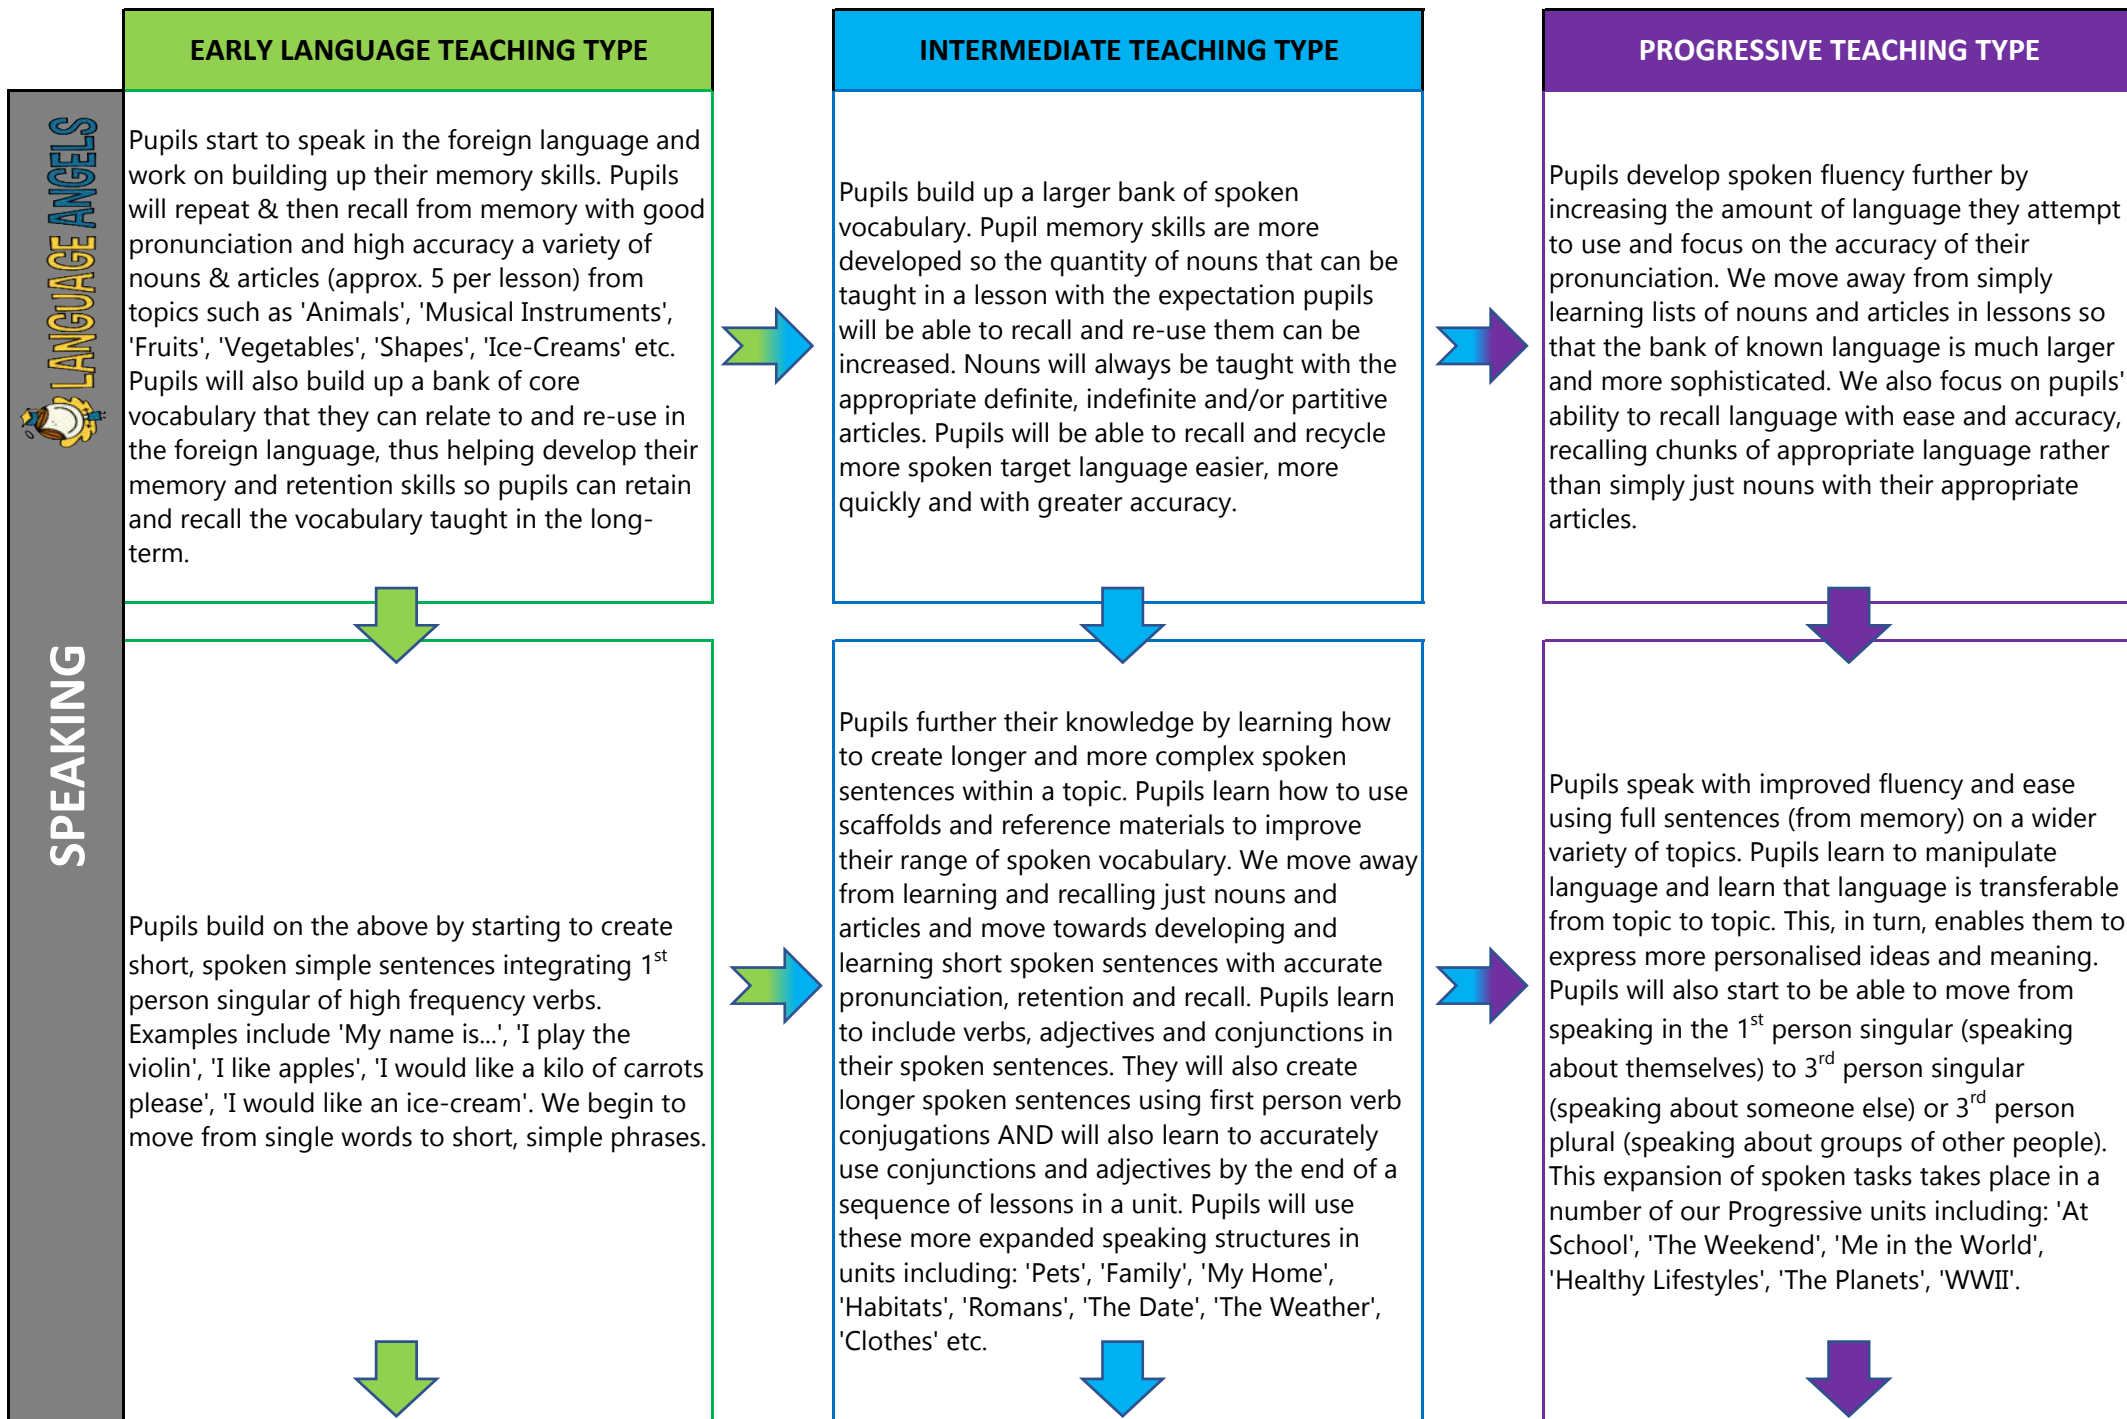 EARLY LANGUAGE TEACHING TYPE
INTERMEDIATE TEACHING TYPE
PROGRESSIVE TEACHING TYPE
LANGUAGE ANGELS
SPEAKING
Pupils start to speak in the foreign language and
work on building up their memory skills. Pupils
will repeat & then recall from memory with good
pronunciation and high accuracy a variety of
nouns & articles (approx. 5 per lesson) from
topics such as 'Animals', 'Musical Instruments',
'Fruits', 'Vegetables', 'Shapes', 'Ice-Creams' etc.
Pupils will also build up a bank of core
vocabulary that they can relate to and re-use in
the foreign language, thus helping develop their
memory and retention skills so pupils can retain
and recall the vocabulary taught in the long-
term.
Pupils build up a larger bank of spoken
vocabulary. Pupil memory skills are more
developed so the quantity of nouns that can be
taught in a lesson with the expectation pupils
will be able to recall and re-use them can be
increased. Nouns will always be taught with the
appropriate definite, indefinite and/or partitive
articles. Pupils will be able to recall and recycle
more spoken target language easier, more
quickly and with greater accuracy.
Pupils develop spoken fluency further by
increasing the amount of language they attempt
to use and focus on the accuracy of their
pronunciation. We move away from simply
learning lists of nouns and articles in lessons so
that the bank of known language is much larger
and more sophisticated. We also focus on pupils'
ability to recall language with ease and accuracy,
recalling chunks of appropriate language rather
than simply just nouns with their appropriate
articles.
Pupils build on the above by starting to create
short, spoken simple sentences integrating 1st
person singular of high frequency verbs.
Examples include 'My name is...', 'I play the
violin', 'I like apples', 'I would like a kilo of carrots
please', 'I would like an ice-cream'. We begin to
move from single words to short, simple phrases.
Pupils further their knowledge by learning how
to create longer and more complex spoken
sentences within a topic. Pupils learn how to use
scaffolds and reference materials to improve
their range of spoken vocabulary. We move away
from learning and recalling just nouns and
articles and move towards developing and
learning short spoken sentences with accurate
pronunciation, retention and recall. Pupils learn
to include verbs, adjectives and conjunctions in
their spoken sentences. They will also create
longer spoken sentences using first person verb
conjugations AND will also learn to accurately
use conjunctions and adjectives by the end of a
sequence of lessons in a unit. Pupils will use
these more expanded speaking structures in
units including: 'Pets', 'Family', 'My Home',
'Habitats', 'Romans', 'The Date', 'The Weather',
'Clothes' etc.
Pupils speak with improved fluency and ease
using full sentences (from memory) on a wider
variety of topics. Pupils learn to manipulate
language and learn that language is transferable
from topic to topic. This, in turn, enables them to
express more personalised ideas and meaning.
Pupils will also start to be able to move from
speaking in the 1st person singular (speaking
about themselves) to 3rd person singular
(speaking about someone else) or 3rd person
plural (speaking about groups of other people).
This expansion of spoken tasks takes place in a
number of our Progressive units including: 'At
School', 'The Weekend', 'Me in the World',
'Healthy Lifestyles', 'The Planets', 'WWII'.